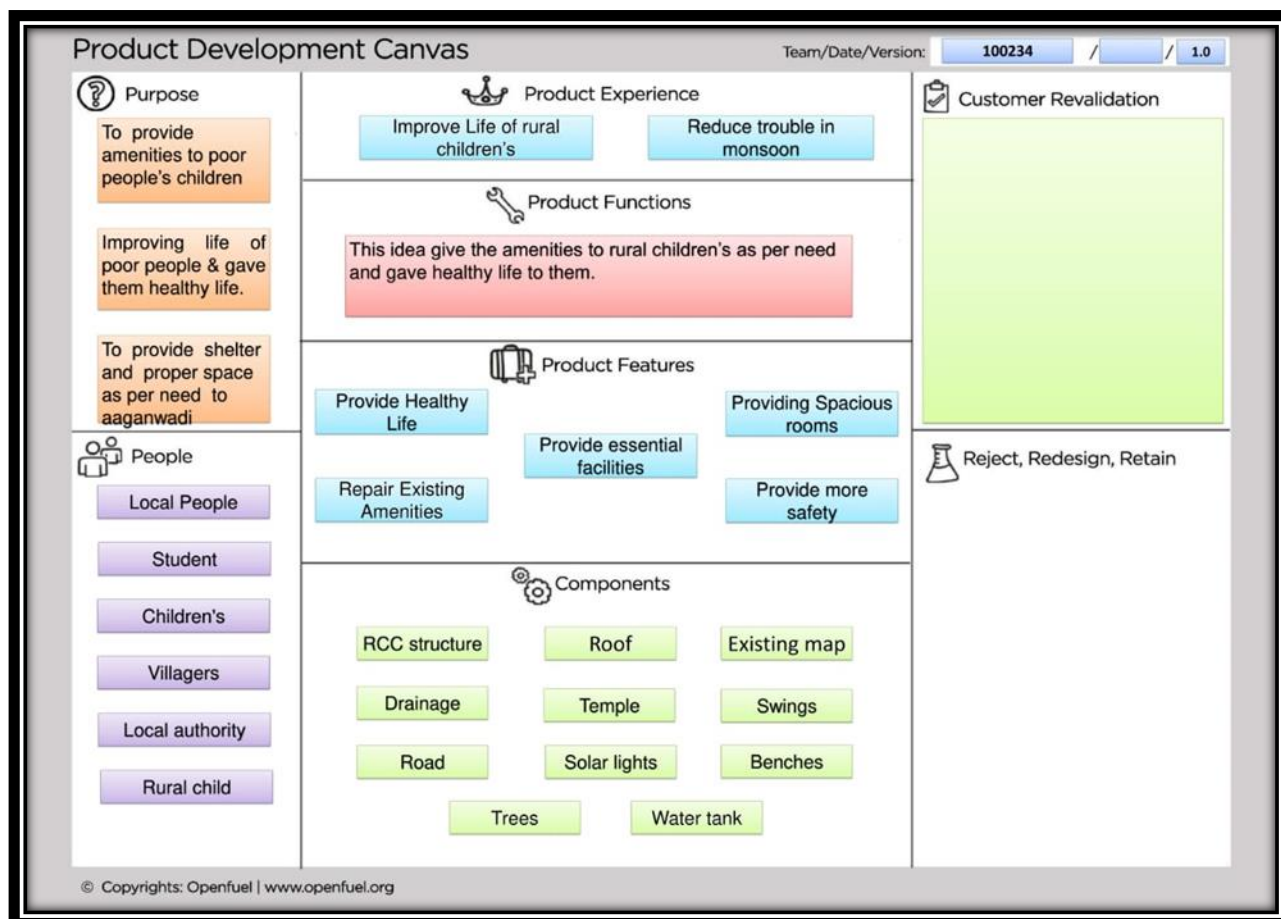 Product Development Canvas
Team/Date/Version: 100234 / / 1.0
Purpose
To provide
amenities to poor
people's children
Improving life of
poor people & gave
them healthy life.
To provide shelter
and proper space
as per need to
aaganwadi
People
Local People
Student
Children's
Villagers
Local authority
Rural child
Product Experience
Improve Life of rural
children's
Reduce trouble in
monsoon
Product Functions
This idea give the amenities to rural children's as per need
and gave healthy life to them.
Product Features
Provide Healthy
Life
Providing Spacious
rooms
Provide essential
facilities
Repair Existing
Amenities
Provide more
safety
Components
RCC structure
Roof
Existing map
Drainage
Temple
Swings
Road
Solar lights
Benches
Trees
Water tank
Customer Revalidation
Reject, Redesign, Retain
© Copyrights: Openfuel | www.openfuel.org